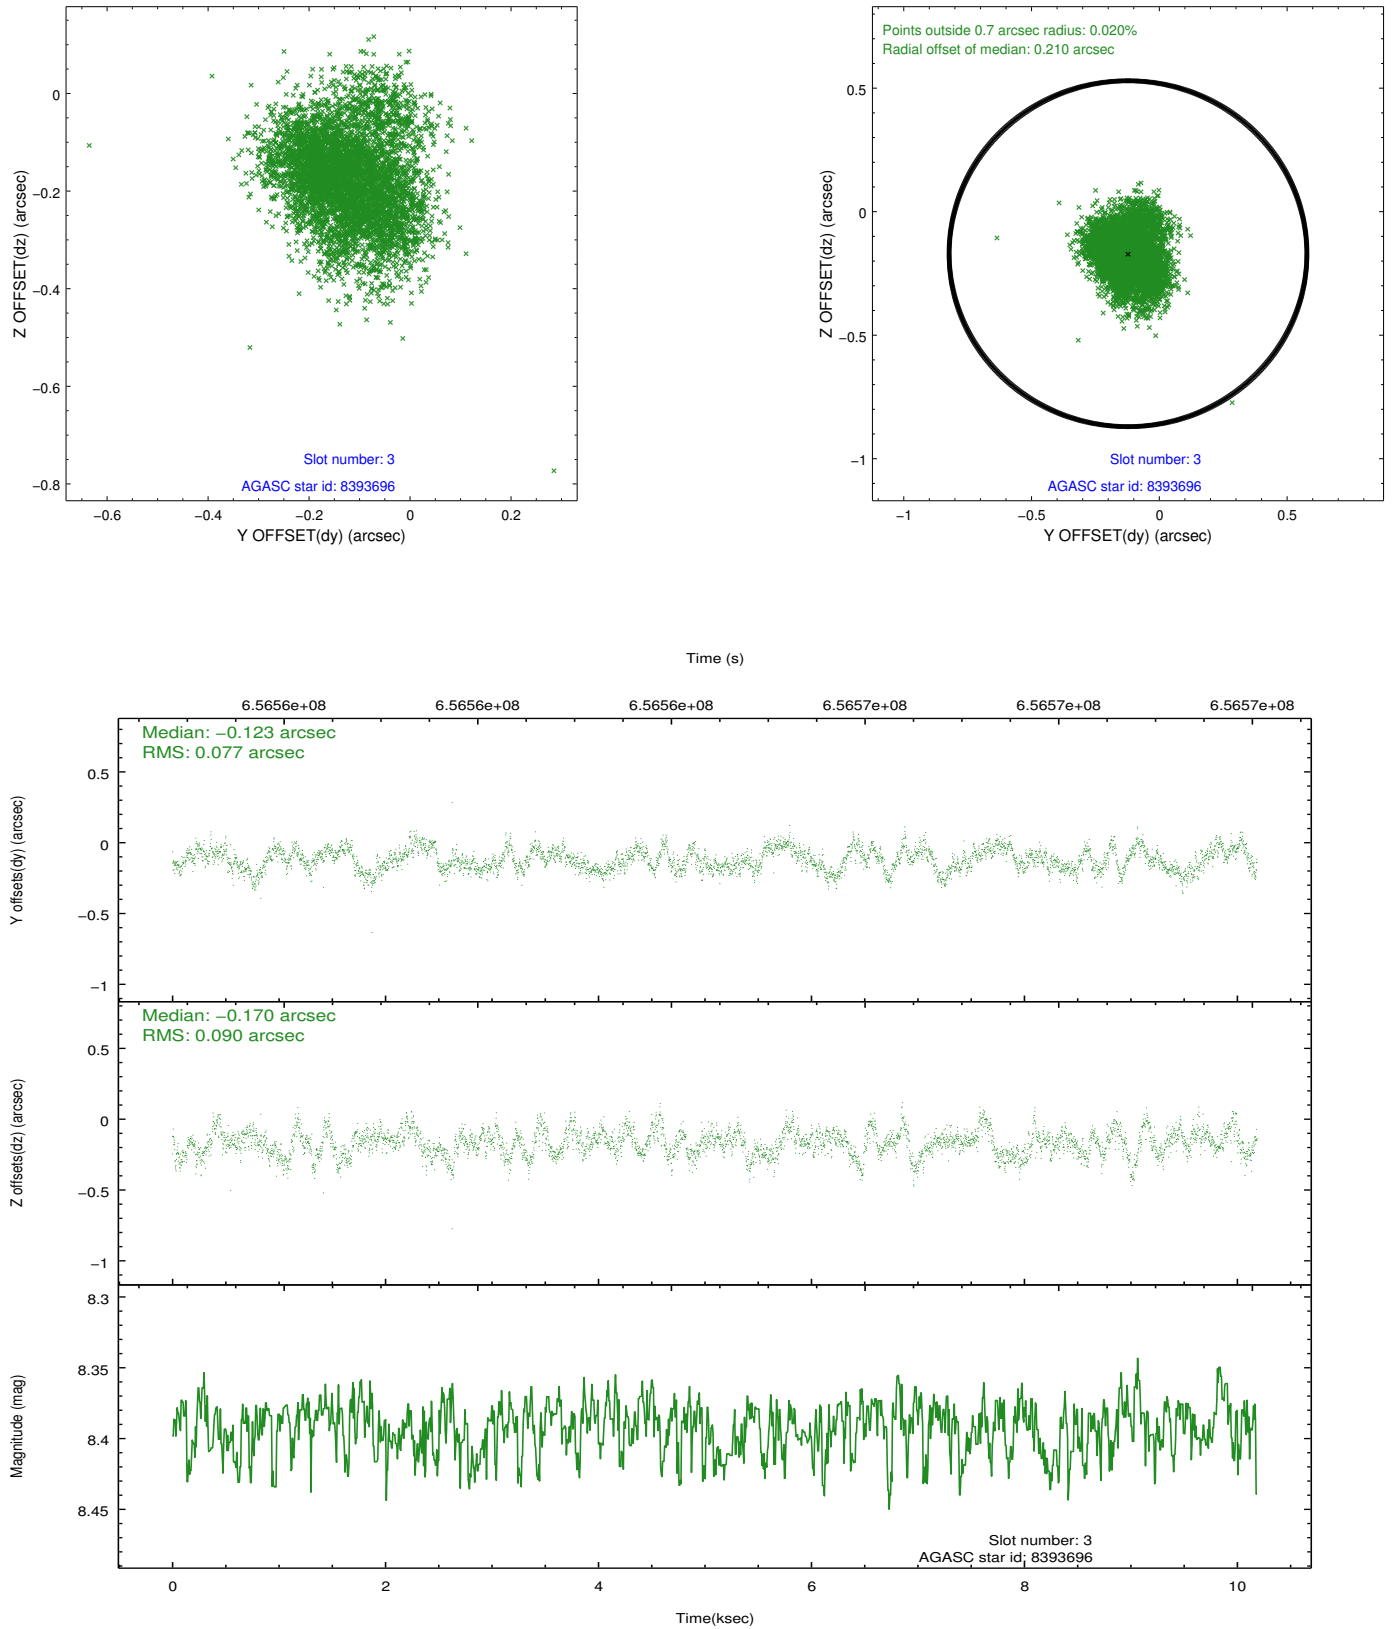 0
−0.2
−0.4
−0.6
−0.8
Z OFFSET(dz) (arcsec)
Slot number: 3
AGASC star id: 8393696
−0.6 −0.4 −0.2 0 0.2
Y OFFSET(dy) (arcsec)
Points outside 0.7 arcsec radius: 0.020%
Radial offset of median: 0.210 arcsec
0.5
0
−0.5
−1
Z OFFSET(dz) (arcsec)
Slot number: 3
AGASC star id: 8393696
−1 −0.5 0 0.5
Y OFFSET(dy) (arcsec)
Time (s)
6.5656e+08 6.5656e+08 6.5656e+08 6.5657e+08 6.5657e+08 6.5657e+08
Median: −0.123 arcsec
RMS: 0.077 arcsec
0.5
0
−0.5
−1
Y offsets(dy) (arcsec)
Median: −0.170 arcsec
RMS: 0.090 arcsec
0.5
0
−0.5
−1
Z offsets(dz) (arcsec)
8.3
8.35
8.4
8.45
Magnitude (mag)
Slot number: 3
AGASC star id: 8393696
0 2 4 6 8 10
Time(ksec)